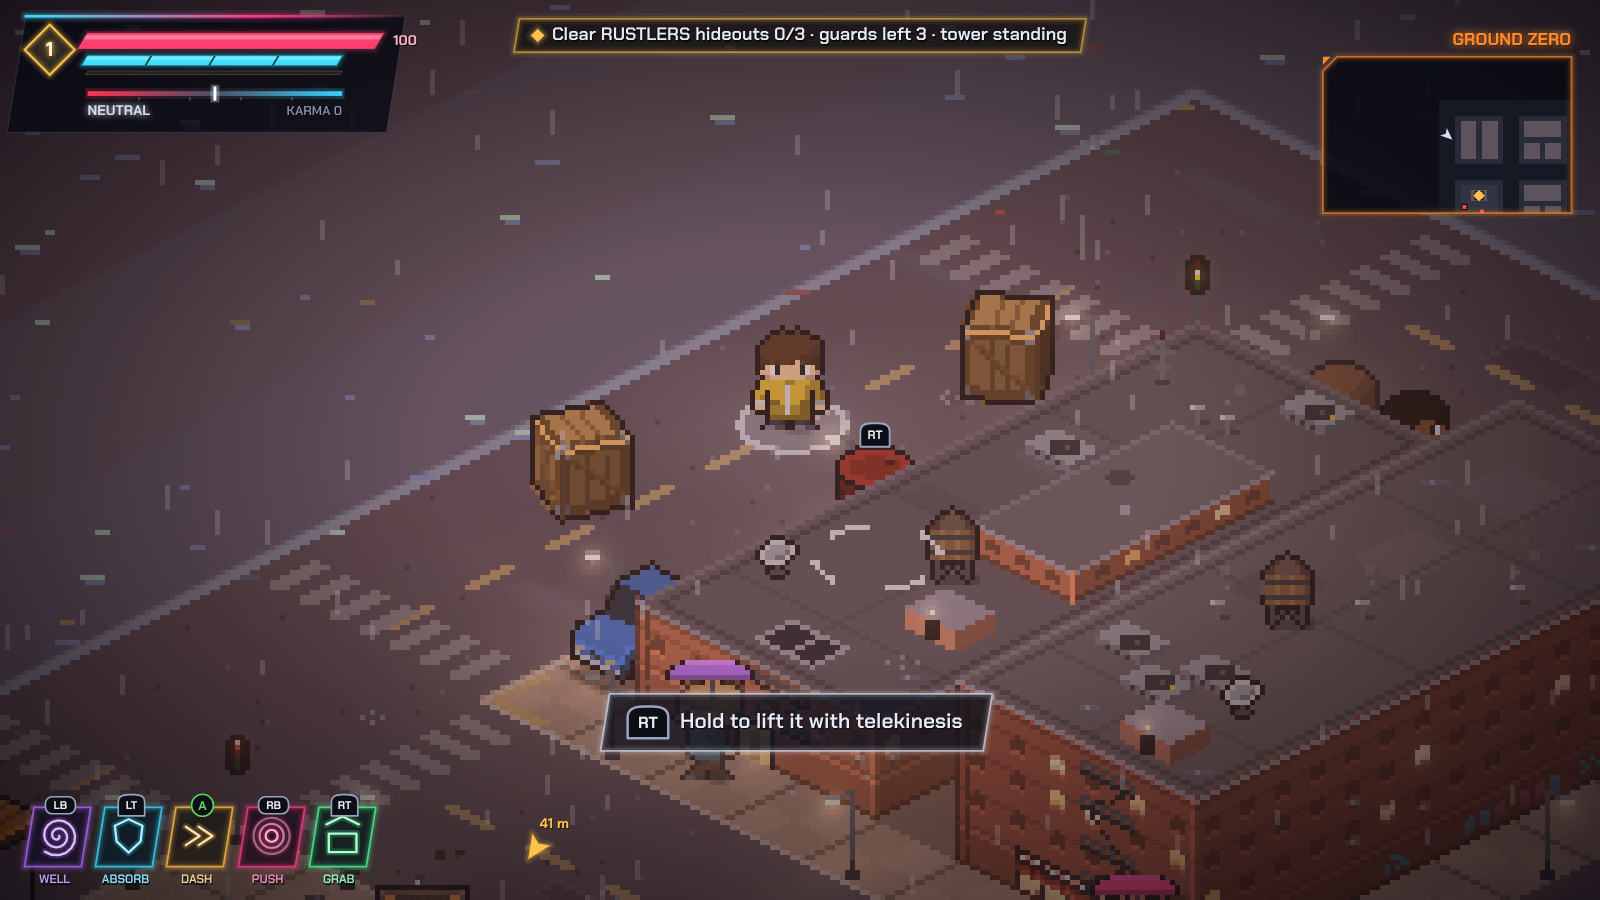 1
100
NEUTRAL
KARMA 0
Clear RUSTLERS hideouts 0/3 · guards left 3 · tower standing
GROUND ZERO
RT
RT Hold to lift it with telekinesis
41 m
LB
LT
A
RB
RT
WELL
ABSORB
DASH
PUSH
GRAB